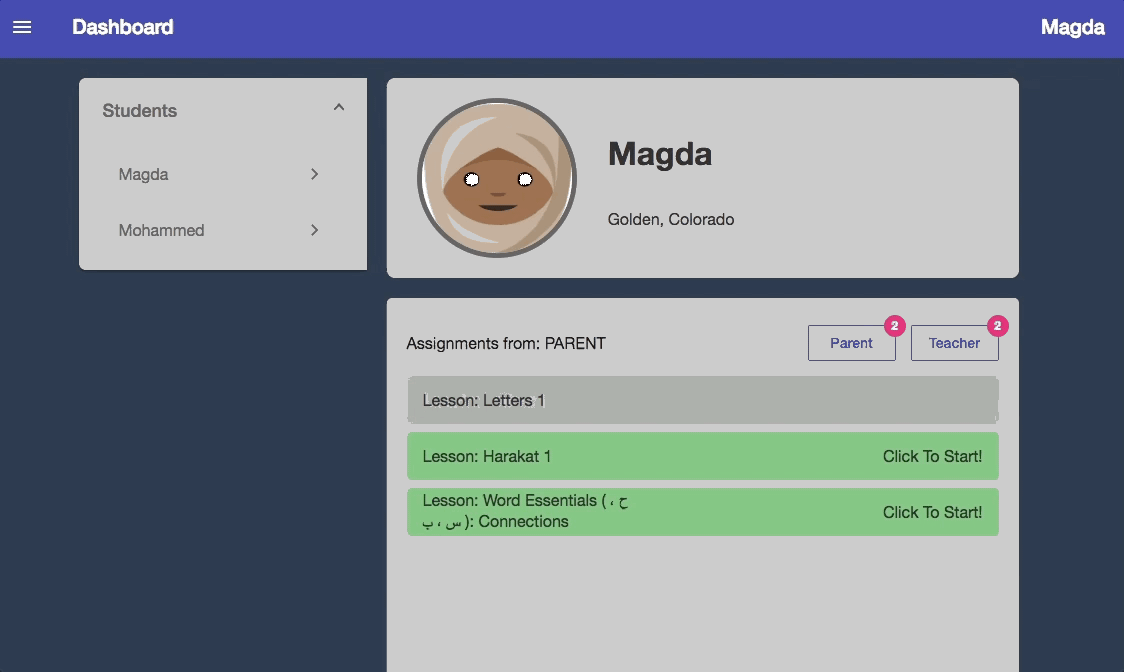 Dashboard
Magda
Students
Magda
Mohammed
Magda
Golden, Colorado
Assignments from: PARENT
Parent
2
Teacher
2
Lesson: Letters 1
Lesson: Harakat 1
Click To Start!
Lesson: Word Essentials ( ح ،
س ، ب ): Connections
Click To Start!